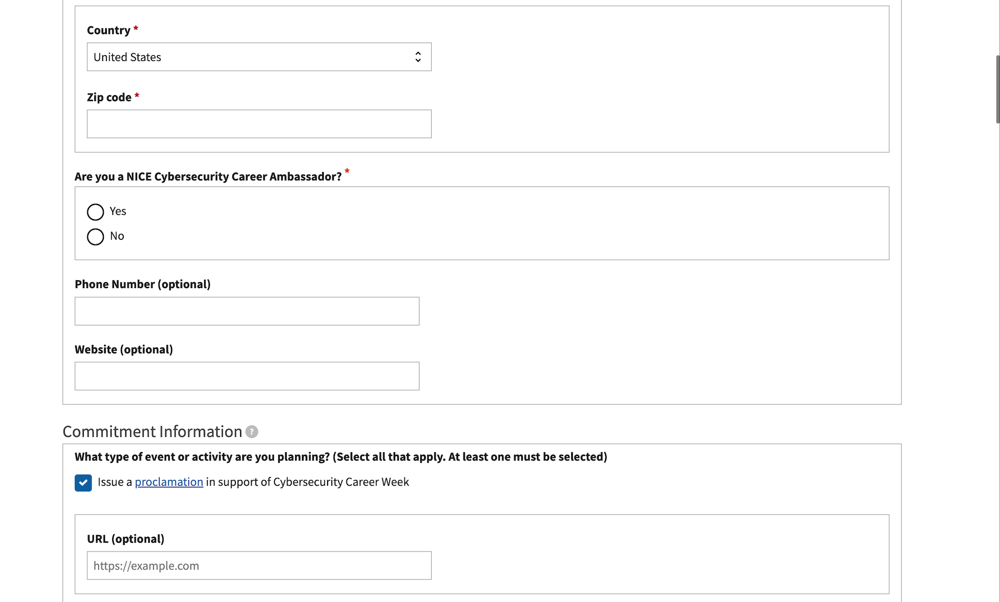 Country *
United States
Zip code *
Are you a NICE Cybersecurity Career Ambassador? *
Yes
No
Phone Number (optional)
Website (optional)
Commitment Information ?
What type of event or activity are you planning? (Select all that apply. At least one must be selected)
Issue a proclamation in support of Cybersecurity Career Week
URL (optional)
https://example.com